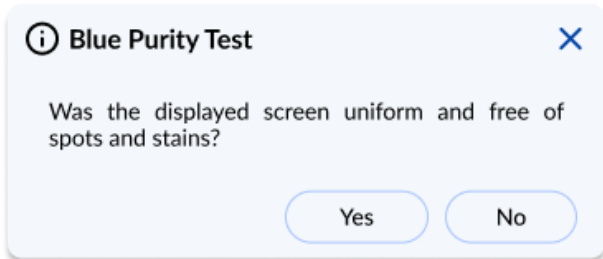 Blue Purity Test
Was the displayed screen uniform and free of
spots and stains?
Yes
No